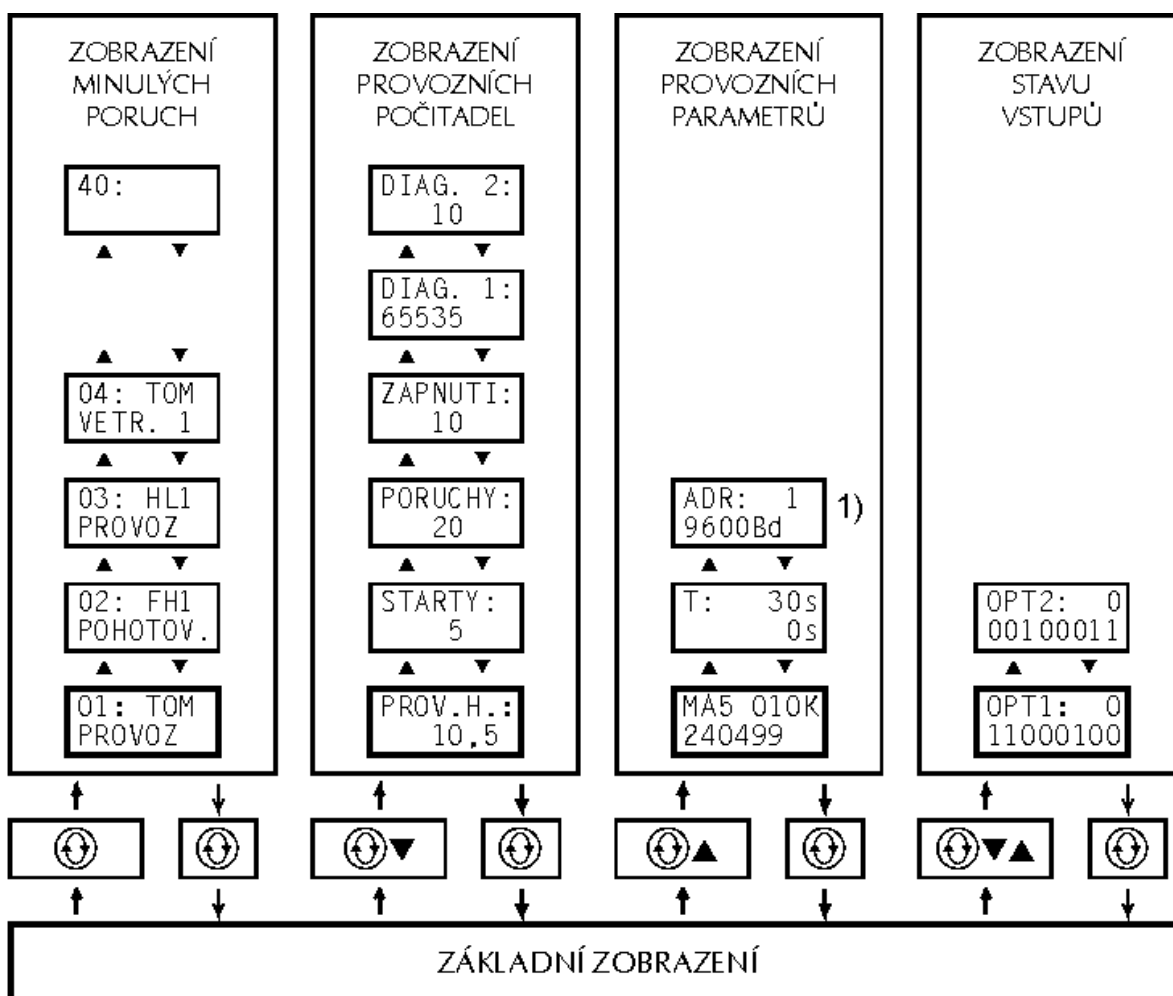 ZOBRAZENÍ
MINULÝCH
PORUCH
40:
04: TOM
VETR. 1
03: HL1
PROVOZ
02: FH1
POHOTOV.
01: TOM
PROVOZ
ZOBRAZENÍ
PROVOZNÍCH
POČITADEL
DIAG. 2:
10
DIAG. 1:
65535
ZAPNUTI:
10
PORUCHY:
20
STARTY:
5
PROV.H.:
10,5
ZOBRAZENÍ
PROVOZNÍCH
PARAMETRŮ
ADR: 1
9600Bd
1)
T: 30s
0s
MA5 010K
240499
ZOBRAZENÍ
STAVU
VSTUPŮ
OPT2: 0
00100011
OPT1: 0
11000100
ZÁKLADNÍ ZOBRAZENÍ